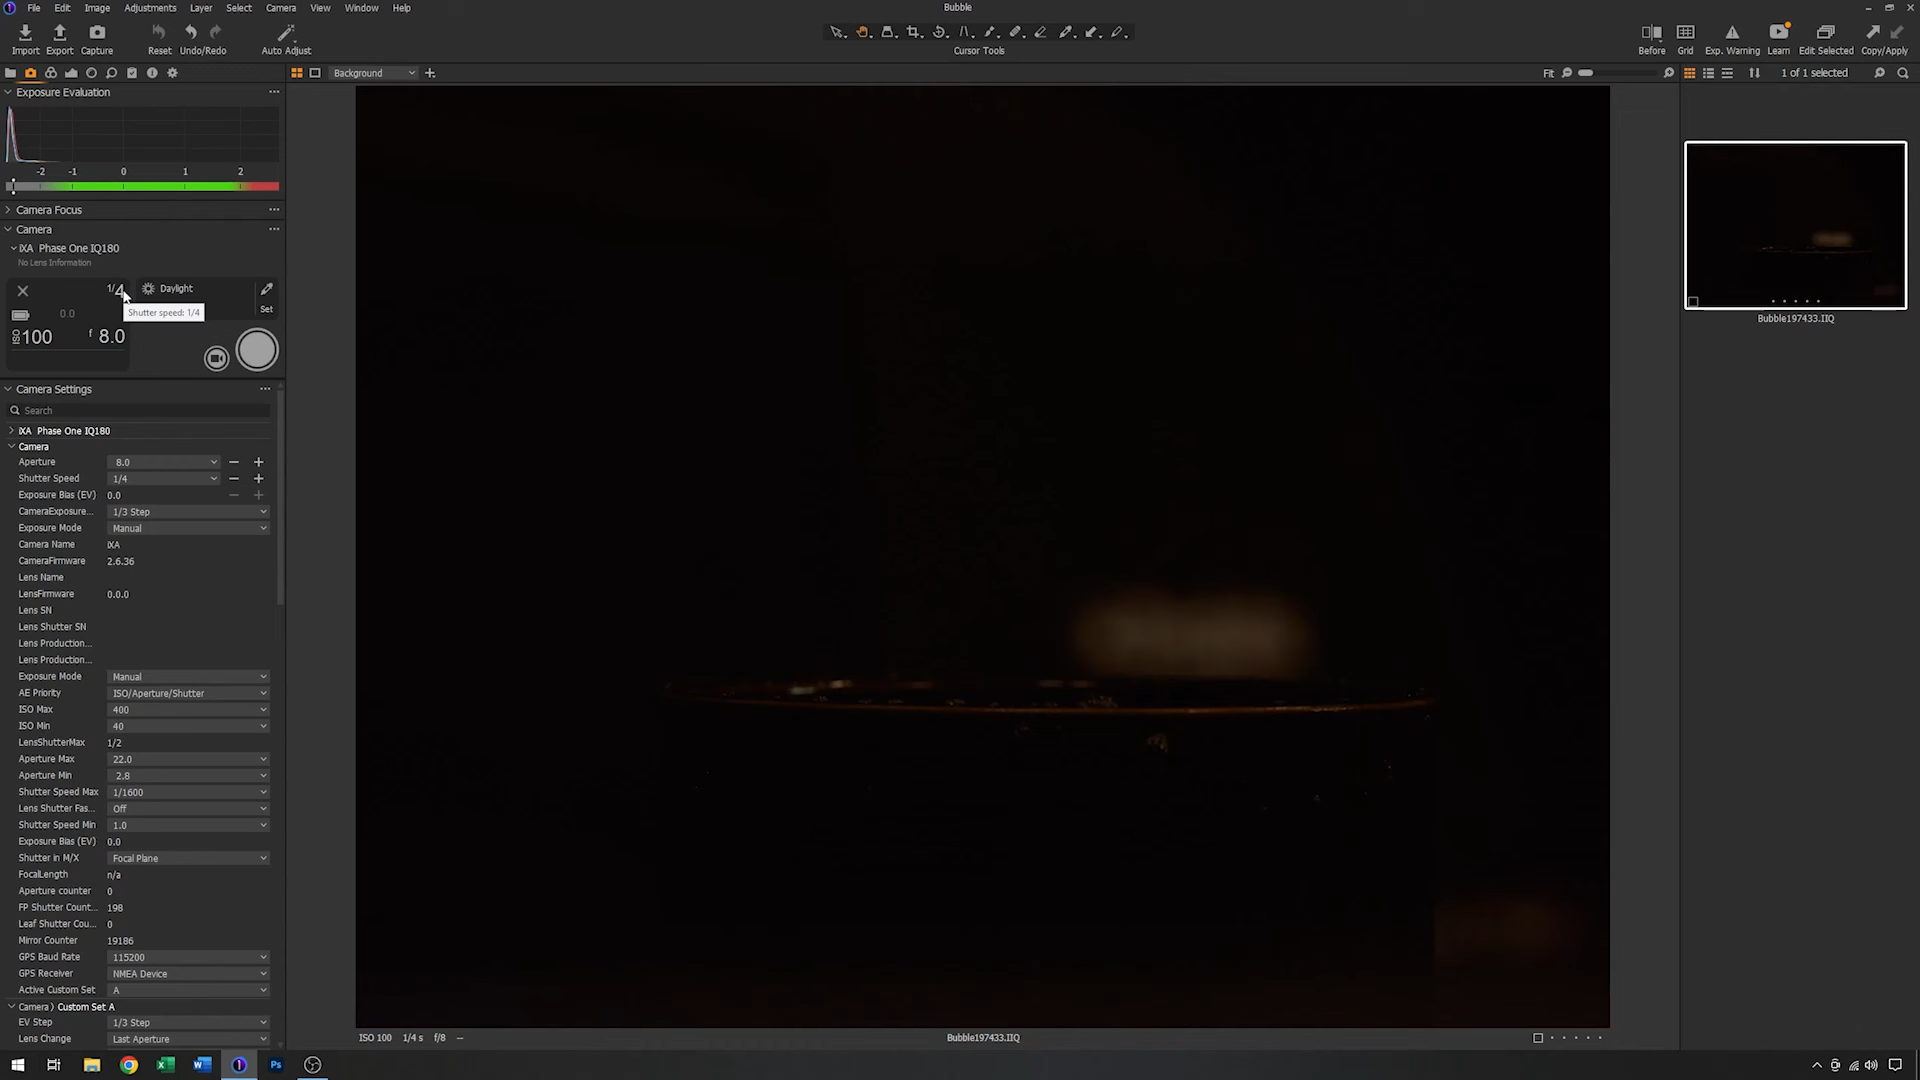 File Edit Image Adjustments Layer Select Camera View Window Help
Bubble
Import Export Capture Reset Undo/Redo Auto Adjust
Cursor Tools
Before Grid Exp. Warning Learn Edit Selected Copy/Apply
Background
Fit
1 of 1 selected
Exposure Evaluation
-2 -1 0 1 2
Camera Focus
Camera
iXA Phase One IQ180
No Lens Information
1/4
Daylight
Shutter speed: 1/4
0.0
Set
ISO 100 f 8.0
Camera Settings
Search
iXA Phase One IQ180
Camera
Aperture 8.0
Shutter Speed 1/4
Exposure Bias (EV) 0.0
CameraExposure... 1/3 Step
Exposure Mode Manual
Camera Name iXA
CameraFirmware 2.6.36
Lens Name
LensFirmware 0.0.0
Lens SN
Lens Shutter SN
Lens Production...
Lens Production...
Exposure Mode Manual
AE Priority ISO/Aperture/Shutter
ISO Max 400
ISO Min 40
LensShutterMax 1/2
Aperture Max 22.0
Aperture Min 2.8
Shutter Speed Max 1/1600
Lens Shutter Fas... Off
Shutter Speed Min 1.0
Exposure Bias (EV) 0.0
Shutter in M/X Focal Plane
FocalLength n/a
Aperture counter 0
FP Shutter Count... 198
Leaf Shutter Cou... 0
Mirror Counter 19186
GPS Baud Rate 115200
GPS Receiver NMEA Device
Active Custom Set A
Camera ⟩ Custom Set A
EV Step 1/3 Step
Lens Change Last Aperture
ISO 100 1/4 s f/8 --
Bubble197433.IIQ
Bubble197433.IIQ